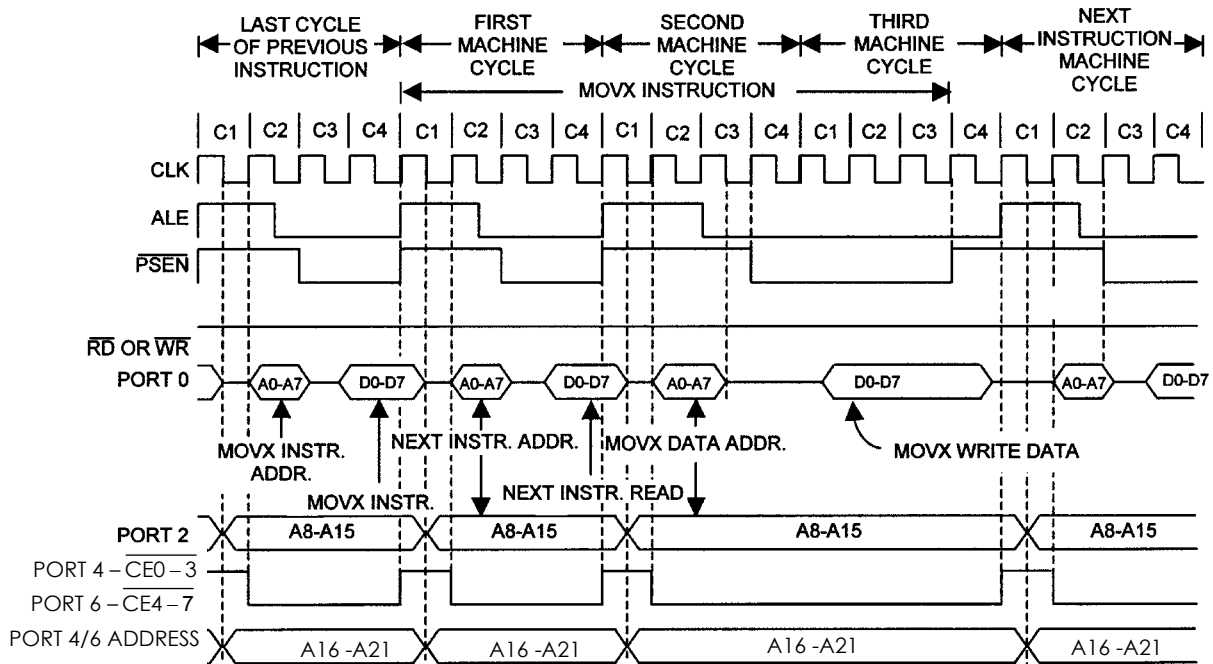 LAST CYCLE
OF PREVIOUS
INSTRUCTION
FIRST
MACHINE
CYCLE
SECOND
MACHINE
CYCLE
THIRD
MACHINE
CYCLE
NEXT
INSTRUCTION
MACHINE
CYCLE
MOVX INSTRUCTION
C1 C2 C3 C4 C1 C2 C3 C4 C1 C2 C3 C4 C1 C2 C3 C4 C1 C2 C3 C4
CLK
ALE
PSEN
RD OR WR
PORT 0
A0-A7 D0-D7 A0-A7 D0-D7 A0-A7 D0-D7 A0-A7 D0-D7
MOVX INSTR.
ADDR.
NEXT INSTR. ADDR.
MOVX DATA ADDR.
MOVX WRITE DATA
MOVX INSTR.
NEXT INSTR. READ
PORT 2 A8-A15 A8-A15 A8-A15 A8-A15
PORT 4 – CE0 – 3
PORT 6 – CE4 – 7
PORT 4/6 ADDRESS A16 -A21 A16 -A21 A16 -A21 A16 -A21